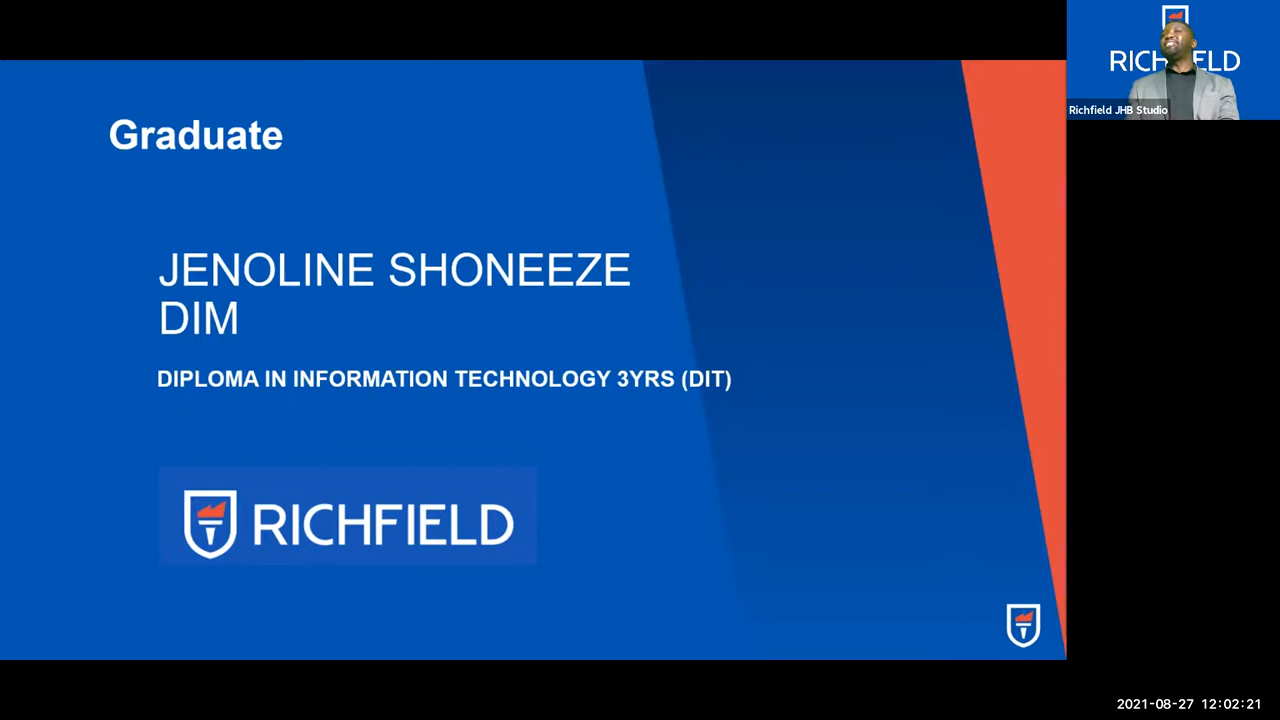 Graduate
JENOLINE SHONEEZE
DIM
DIPLOMA IN INFORMATION TECHNOLOGY 3YRS (DIT)
RICHFIELD
RICHFIELD
Richfield JHB Studio
2021-08-27 12:02:21